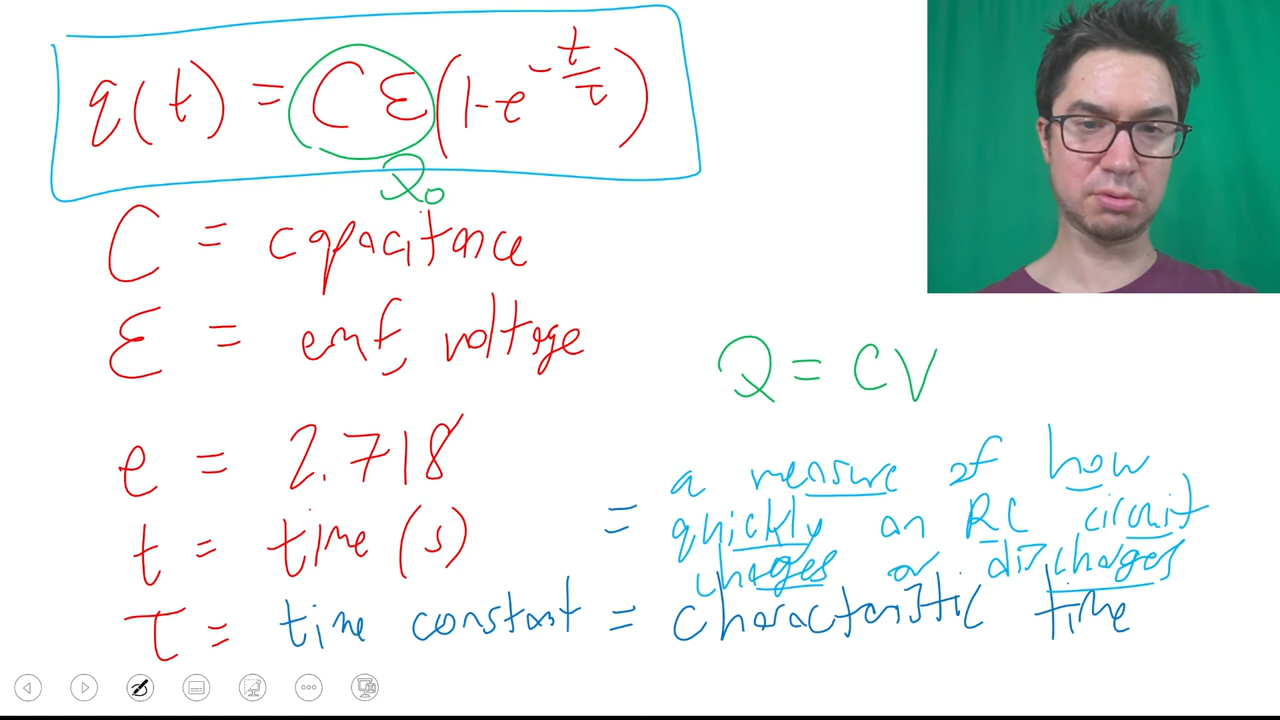 q(t) = Cℰ(1-e^-t/τ)
Q₀
C = capacitance
ℰ = emf, voltage
Q = CV
e = 2.718
t = time (s)
= a measure of how
quickly an RC circuit
charges or discharges
τ = time constant = characteristic time